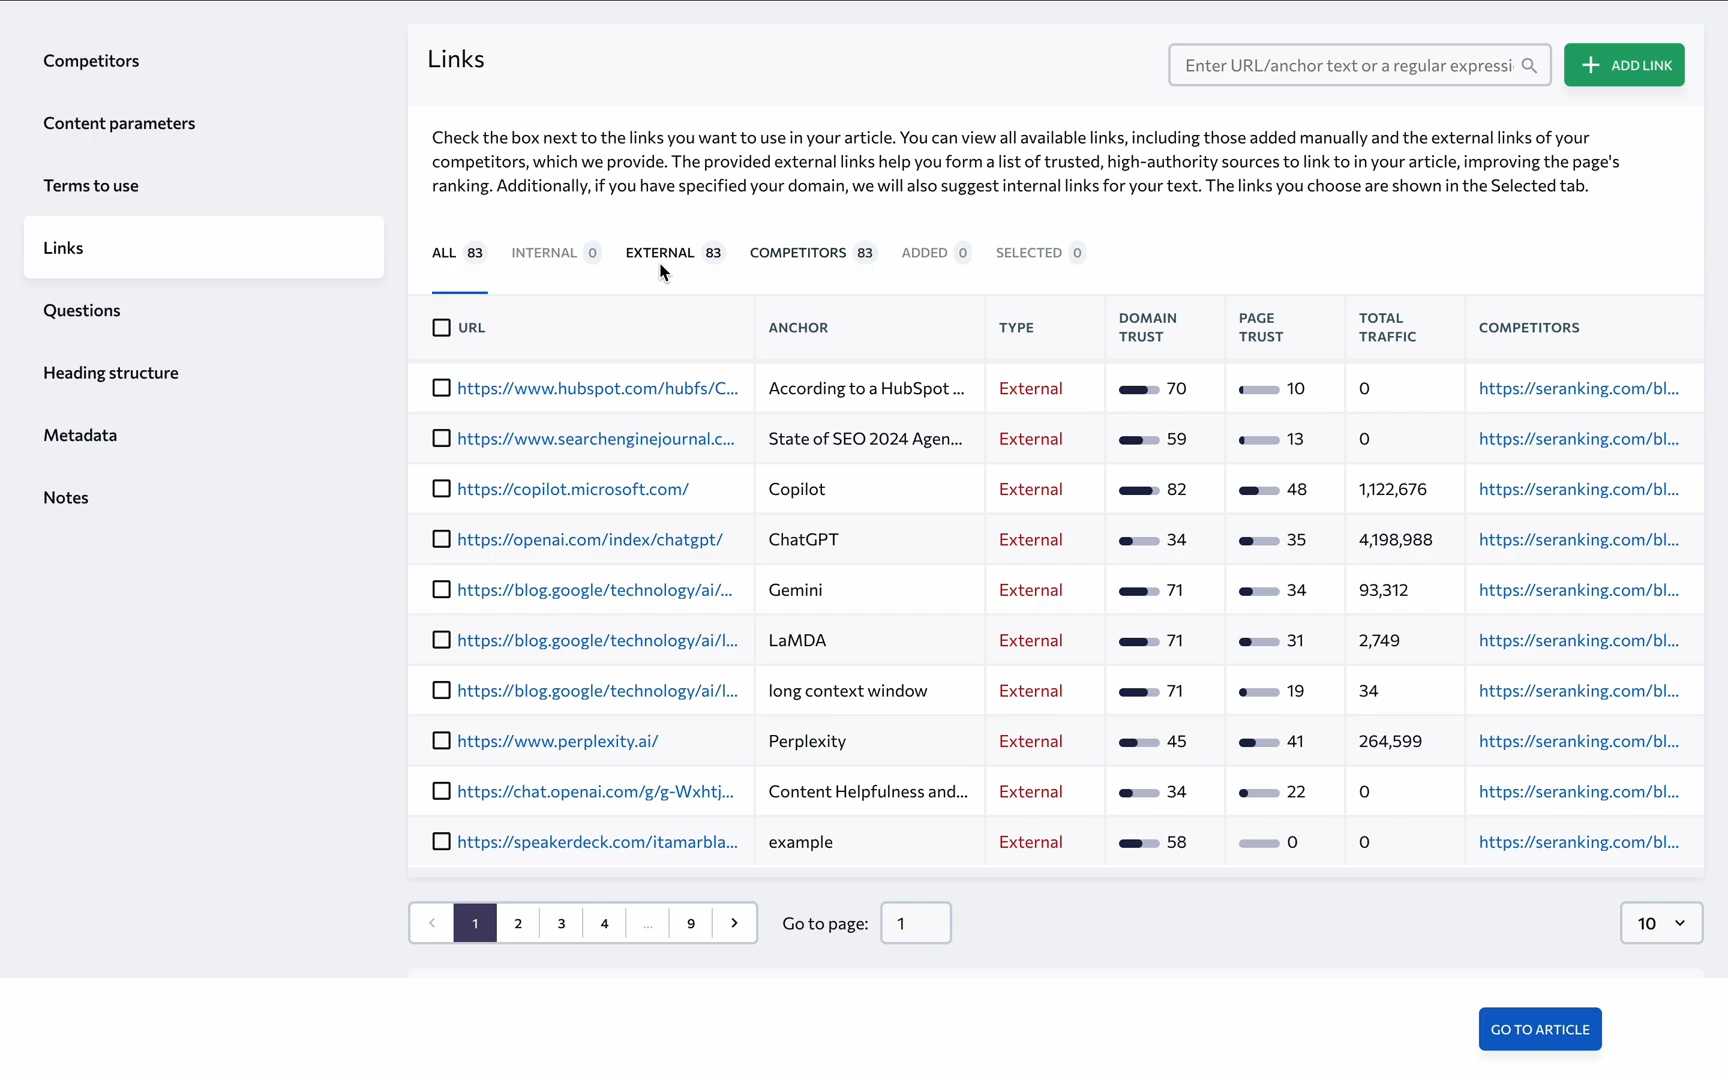 Competitors
Content parameters
Terms to use
Links
Questions
Heading structure
Metadata
Notes
Links
Enter URL/anchor text or a regular expressi
ADD LINK
Check the box next to the links you want to use in your article. You can view all available links, including those added manually and the external links of your
competitors, which we provide. The provided external links help you form a list of trusted, high-authority sources to link to in your article, improving the page's
ranking. Additionally, if you have specified your domain, we will also suggest internal links for your text. The links you choose are shown in the Selected tab.
ALL 83 INTERNAL 0 EXTERNAL 83 COMPETITORS 83 ADDED 0 SELECTED 0
URL ANCHOR TYPE DOMAIN TRUST PAGE TRUST TOTAL TRAFFIC COMPETITORS
https://www.hubspot.com/hubfs/C... According to a HubSpot ... External 70 10 0 https://seranking.com/bl...
https://www.searchenginejournal.c... State of SEO 2024 Agen... External 59 13 0 https://seranking.com/bl...
https://copilot.microsoft.com/ Copilot External 82 48 1,122,676 https://seranking.com/bl...
https://openai.com/index/chatgpt/ ChatGPT External 34 35 4,198,988 https://seranking.com/bl...
https://blog.google/technology/ai/... Gemini External 71 34 93,312 https://seranking.com/bl...
https://blog.google/technology/ai/l... LaMDA External 71 31 2,749 https://seranking.com/bl...
https://blog.google/technology/ai/l... long context window External 71 19 34 https://seranking.com/bl...
https://www.perplexity.ai/ Perplexity External 45 41 264,599 https://seranking.com/bl...
https://chat.openai.com/g/g-Wxhtj... Content Helpfulness and... External 34 22 0 https://seranking.com/bl...
https://speakerdeck.com/itamarbla... example External 58 0 0 https://seranking.com/bl...
1 2 3 4 ... 9 Go to page: 1 10
GO TO ARTICLE